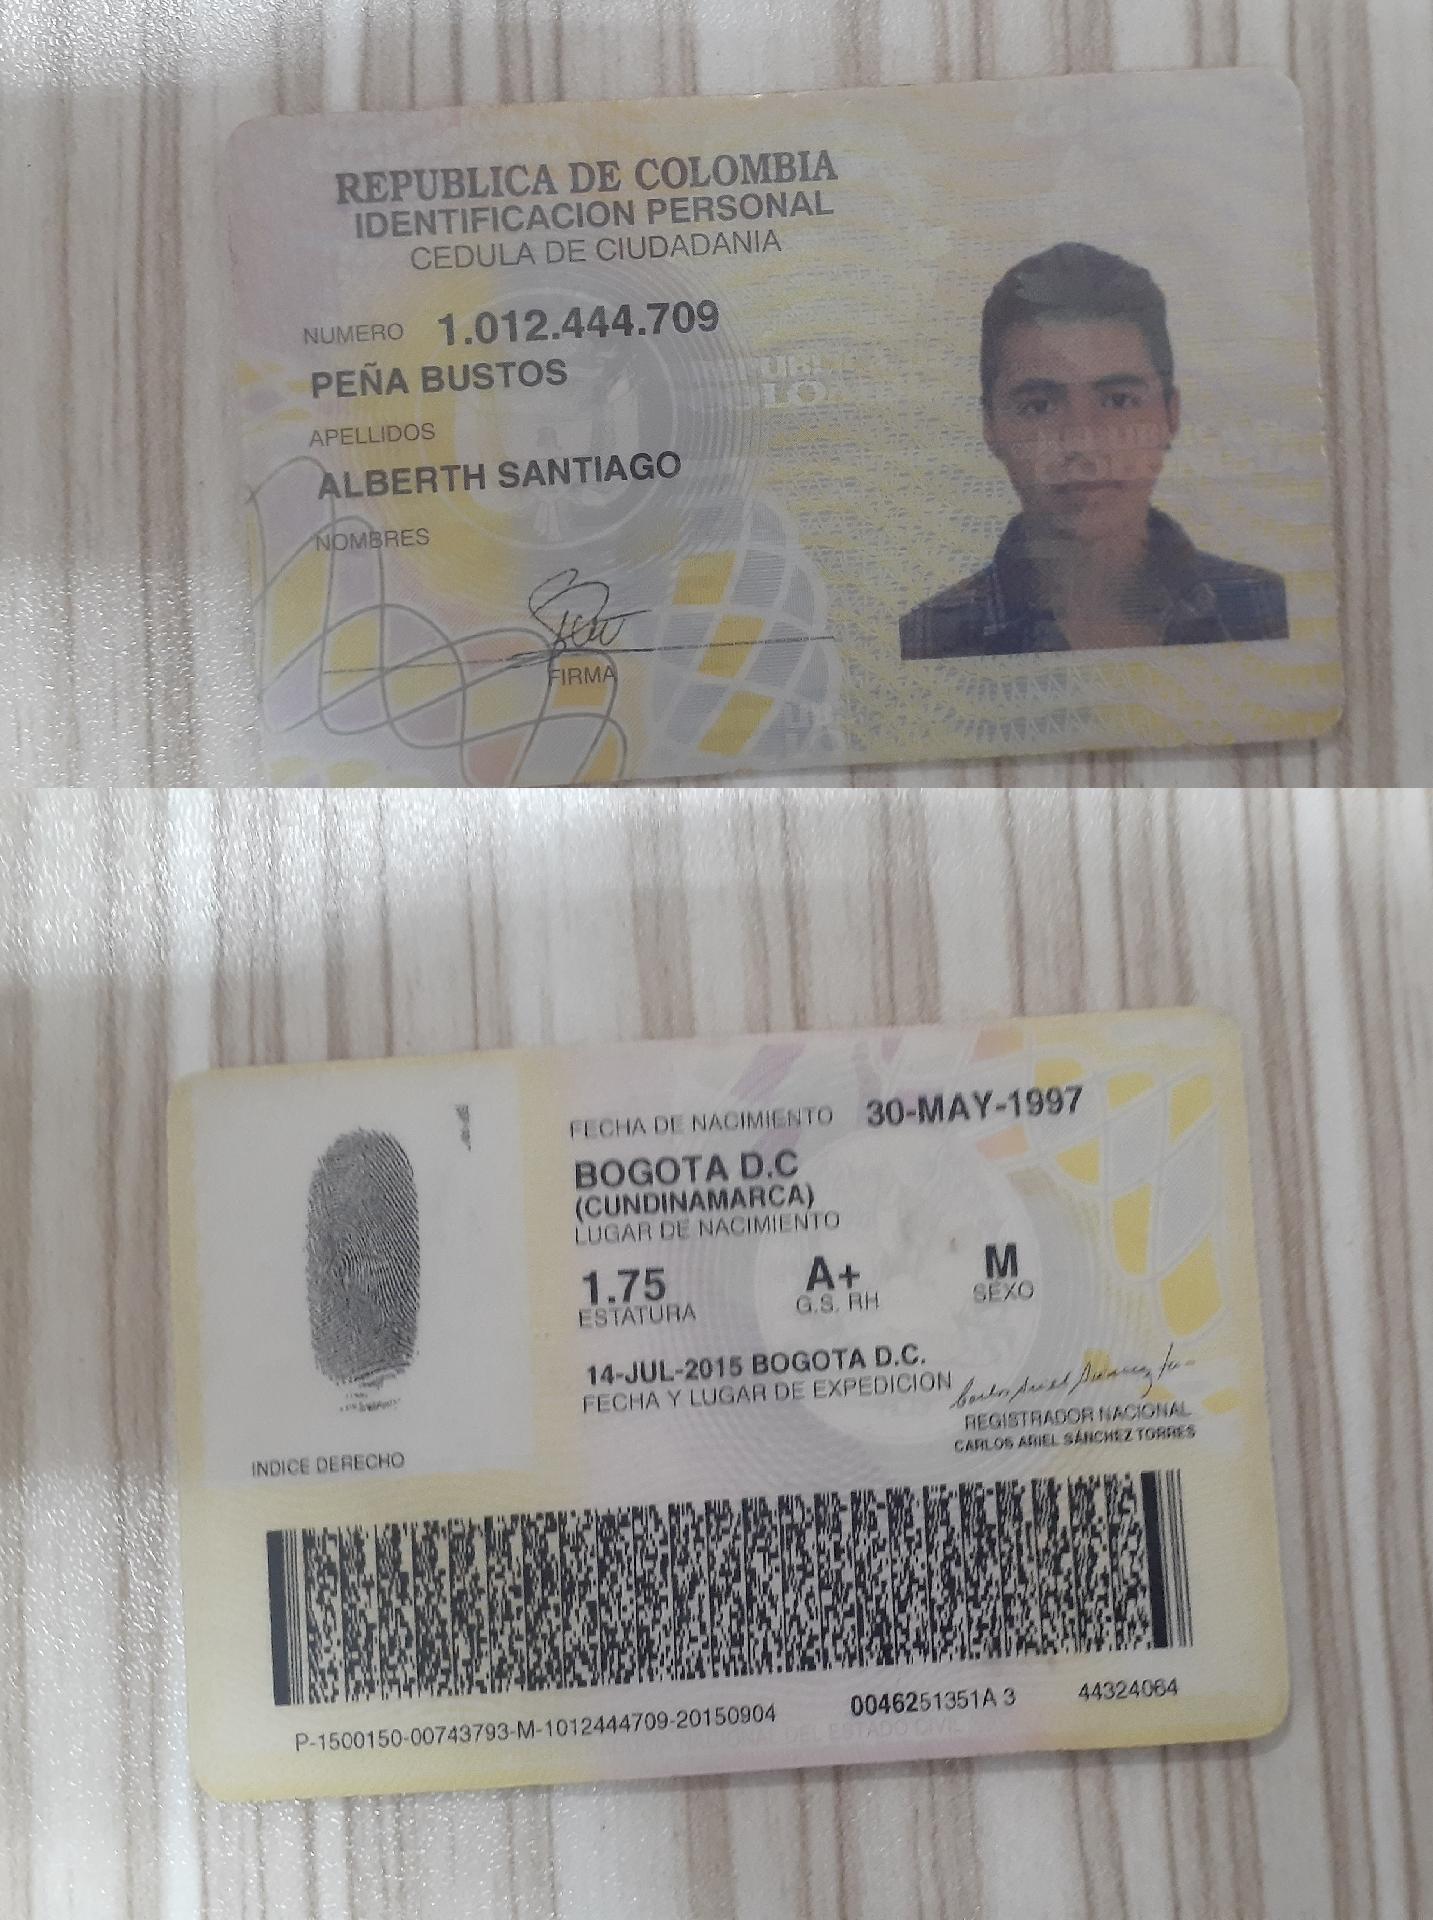 REPUBLICA DE COLOMBIA
IDENTIFICACION PERSONAL
CEDULA DE CIUDADANIA
NUMERO 1.012.444.709
PEÑA BUSTOS
APELLIDOS
ALBERTH SANTIAGO
NOMBRES
FIRMA
FECHA DE NACIMIENTO 30-MAY-1997
BOGOTA D.C
(CUNDINAMARCA)
LUGAR DE NACIMIENTO
1.75 A+ M
ESTATURA G.S. RH SEXO
14-JUL-2015 BOGOTA D.C.
FECHA Y LUGAR DE EXPEDICION
REGISTRADOR NACIONAL
CARLOS ARIEL SÁNCHEZ TORRES
INDICE DERECHO
P-1500150-00743793-M-1012444709-20150904 0046251351A 3 44324064
DEL ESTADO CIVIL